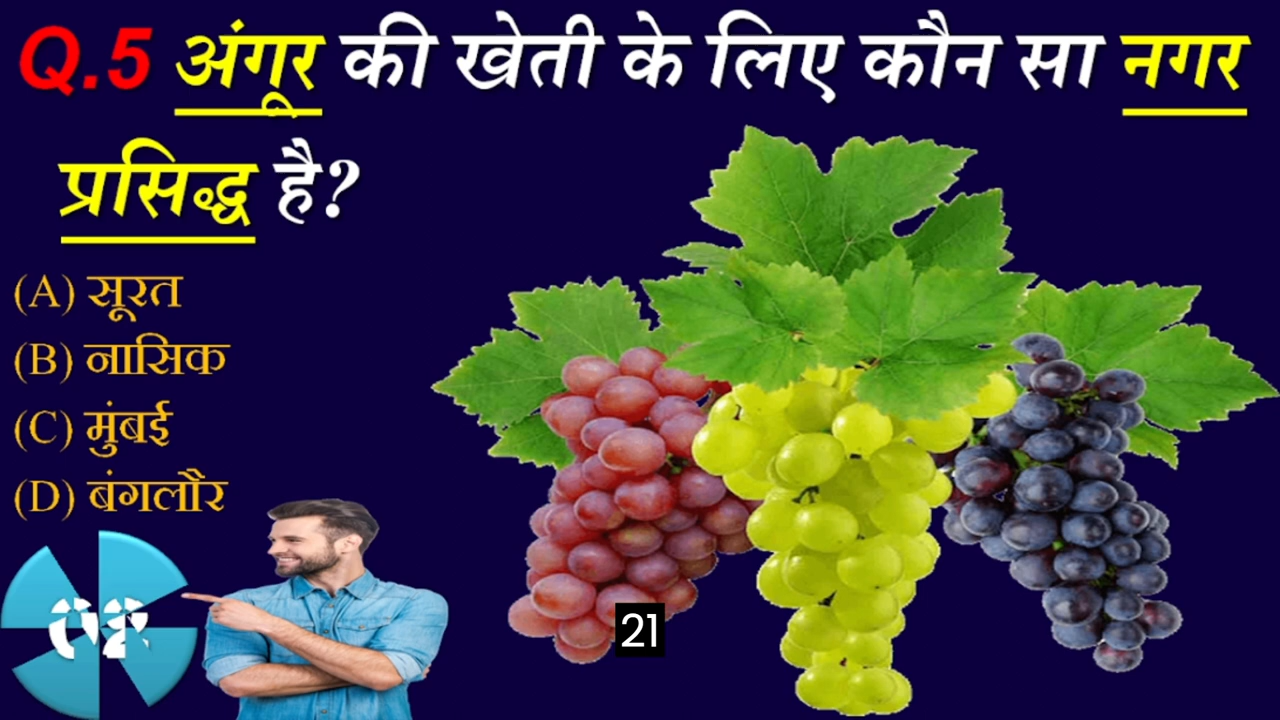 Q.5 अंगूर की खेती के लिए कौन सा नगर
प्रसिद्ध है?
(A) सूरत
(B) नासिक
(C) मुंबई
(D) बंगलौर
21